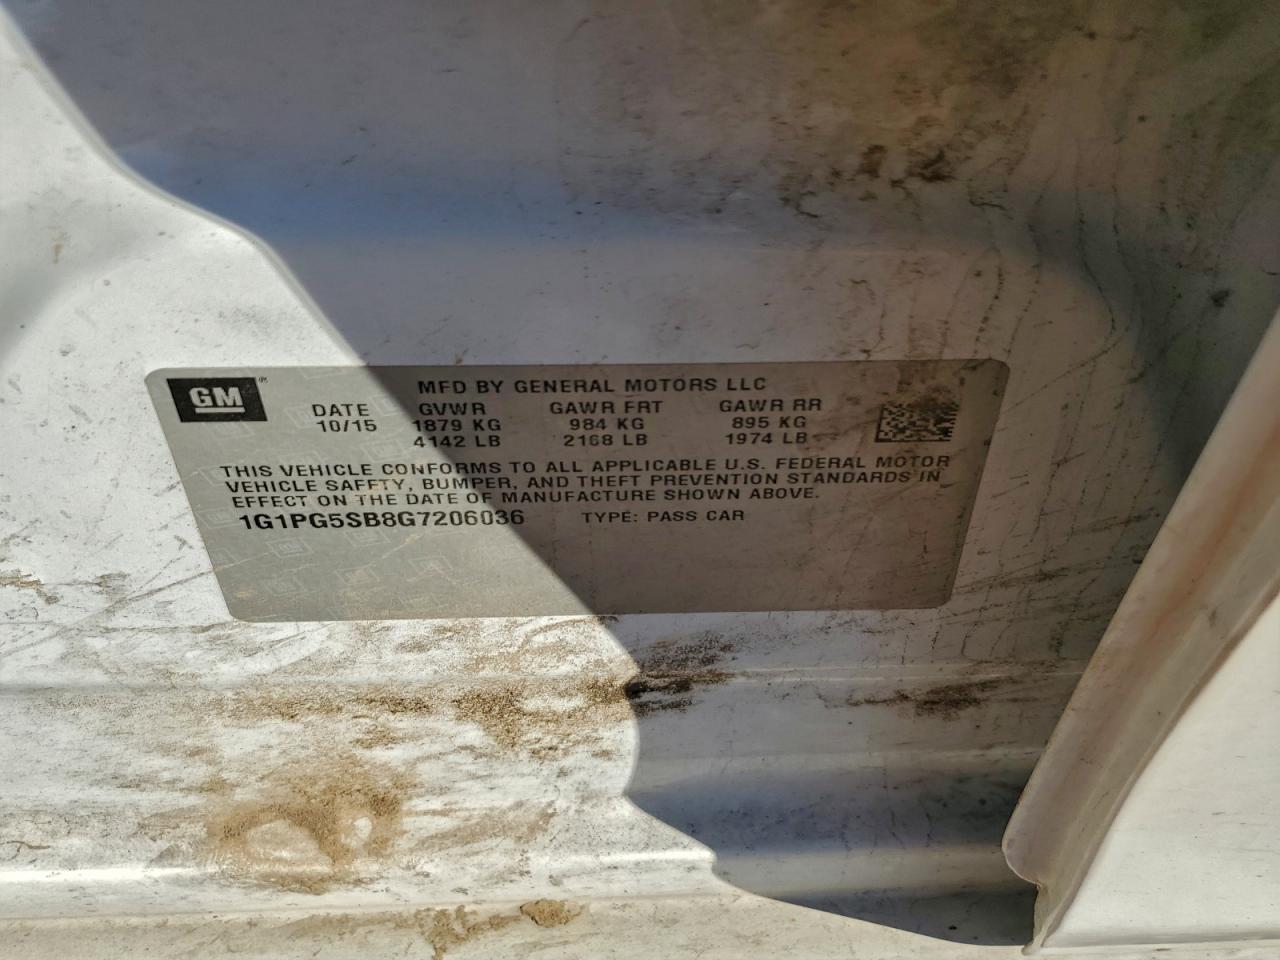 GM
MFD BY GENERAL MOTORS LLC
DATE GVWR GAWR FRT GAWR RR
10/15 1879 KG 984 KG 895 KG
4142 LB 2168 LB 1974 LB
THIS VEHICLE CONFORMS TO ALL APPLICABLE U.S. FEDERAL MOTOR
VEHICLE SAFETY, BUMPER, AND THEFT PREVENTION STANDARDS IN
EFFECT ON THE DATE OF MANUFACTURE SHOWN ABOVE.
1G1PG5SB8G7206036 TYPE: PASS CAR